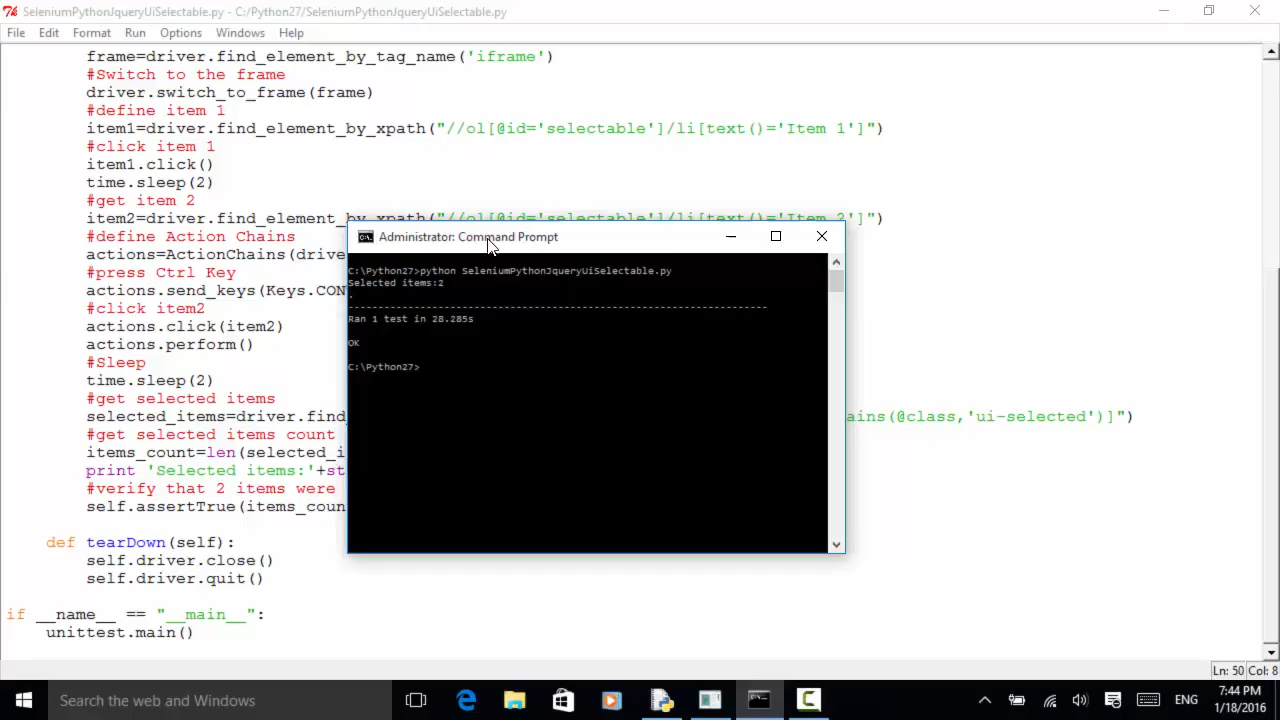 SeleniumPythonJqueryUiSelectable.py - C:/Python27/SeleniumPythonJqueryUiSelectable.py
File Edit Format Run Options Windows Help
frame=driver.find_element_by_tag_name('iframe')
#Switch to the frame
driver.switch_to_frame(frame)
#define item 1
item1=driver.find_element_by_xpath("//ol[@id='selectable']/li[text()='Item 1']")
#click item 1
item1.click()
time.sleep(2)
#get item 2
item2=driver.find_element_by_xpath("//ol[@id='selectable']/li[text()='Item 2']")
#define Action Chains
actions=ActionChains(drive
#press Ctrl Key
actions.send_keys(Keys.CON
#click item2
actions.click(item2)
actions.perform()
#Sleep
time.sleep(2)
#get selected items
selected_items=driver.find_ ains(@class,'ui-selected')]")
#get selected items count
items_count=len(selected_i
print 'Selected items:'+st
#verify that 2 items were
self.assertTrue(items_coun
def tearDown(self):
self.driver.close()
self.driver.quit()
if __name__ == "__main__":
unittest.main()
Administrator: Command Prompt
C:\Python27>python SeleniumPythonJqueryUiSelectable.py
Selected items:2
.
----------------------------------------------------------------------
Ran 1 test in 28.285s
OK
C:\Python27>
Ln: 50 Col: 8
Search the web and Windows
ENG
7:44 PM
1/18/2016